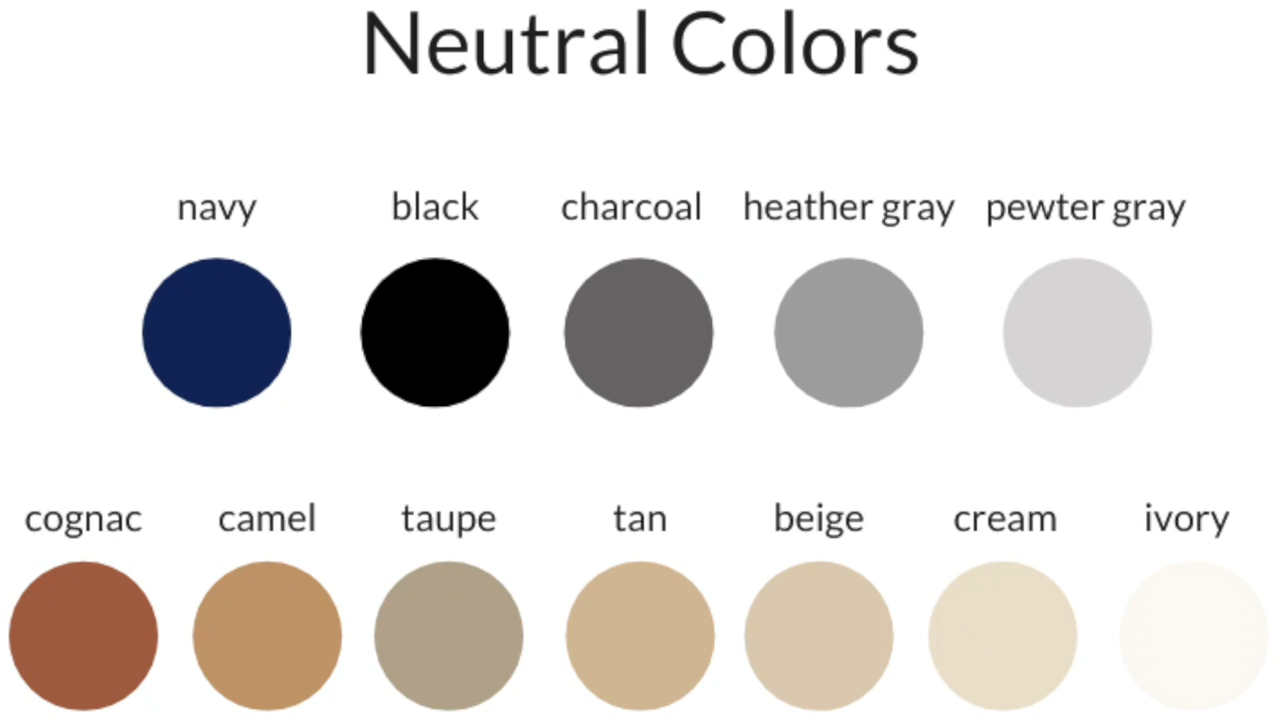 Neutral Colors
navy black charcoal heather gray pewter gray
cognac camel taupe tan beige cream ivory